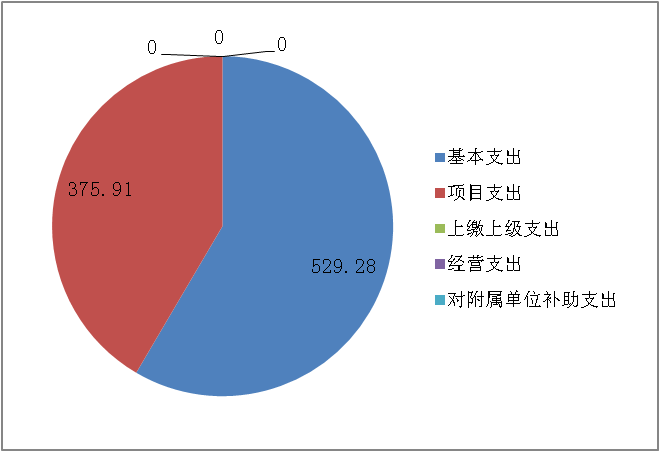 0
0
0
375.91
529.28
基本支出
项目支出
上缴上级支出
经营支出
对附属单位补助支出